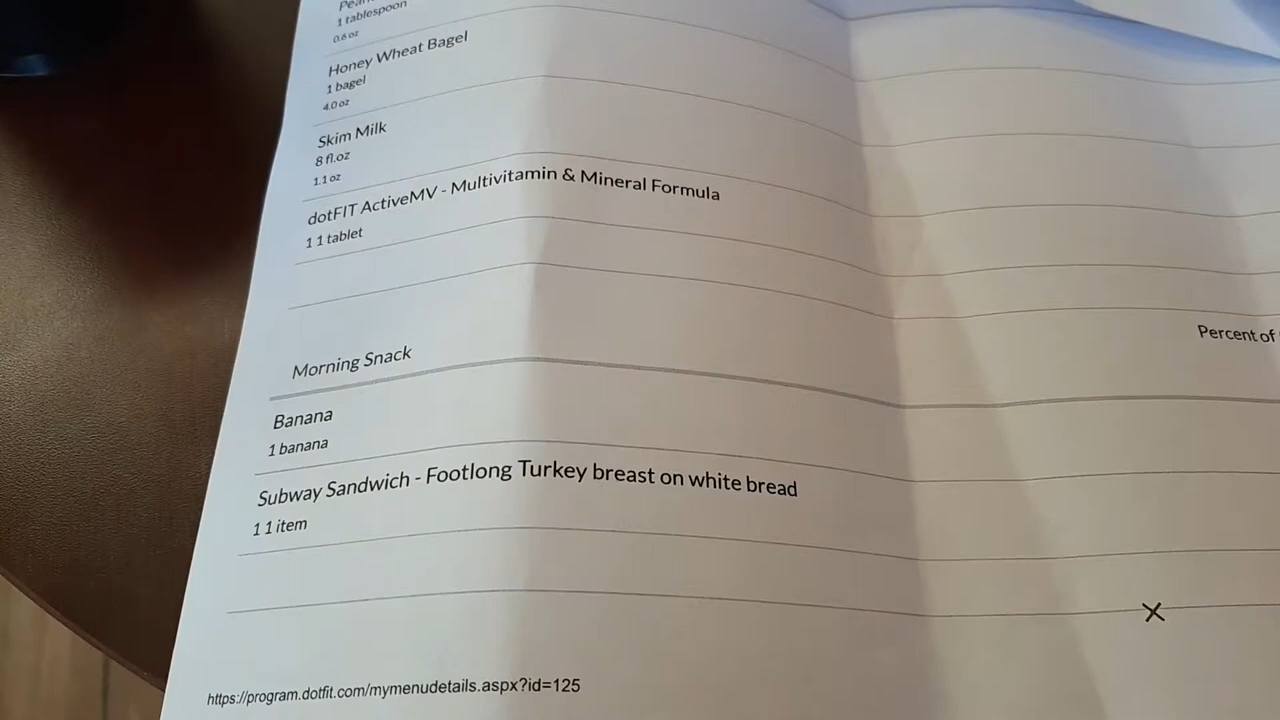 1 tablespoon
0.6 oz
Honey Wheat Bagel
1 bagel
4.0 oz
Skim Milk
8 fl.oz
1.1 oz
dotFIT ActiveMV - Multivitamin & Mineral Formula
1 1 tablet
Percent of
Morning Snack
Banana
1 banana
Subway Sandwich - Footlong Turkey breast on white bread
1 1 item
https://program.dotfit.com/mymenudetails.aspx?id=125